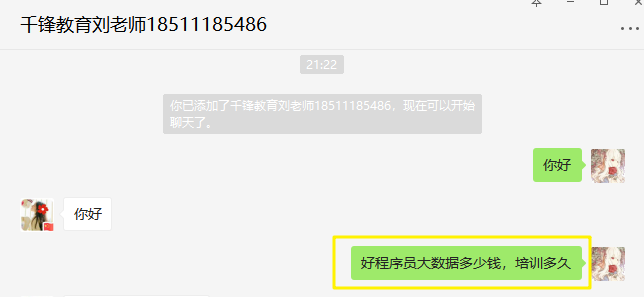 千锋教育刘老师18511185486
21:22
你已添加了千锋教育刘老师18511185486，现在可以开始
聊天了。
你好
你好
好程序员大数据多少钱，培训多久